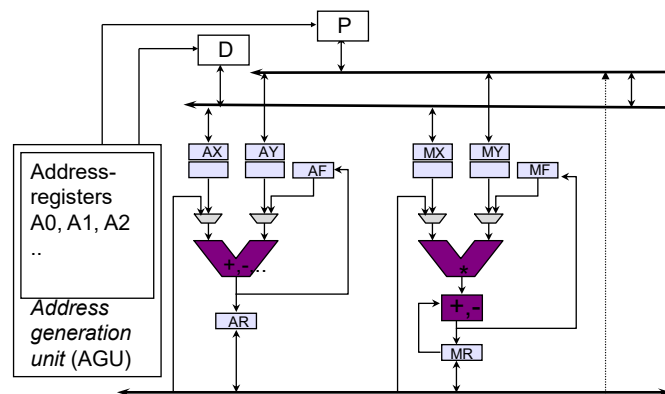 P
D
AX
AY
AF
MX
MY
MF
Address-
registers
A0, A1, A2
..
+,-...
*
+,-
AR
MR
Address
generation
unit (AGU)